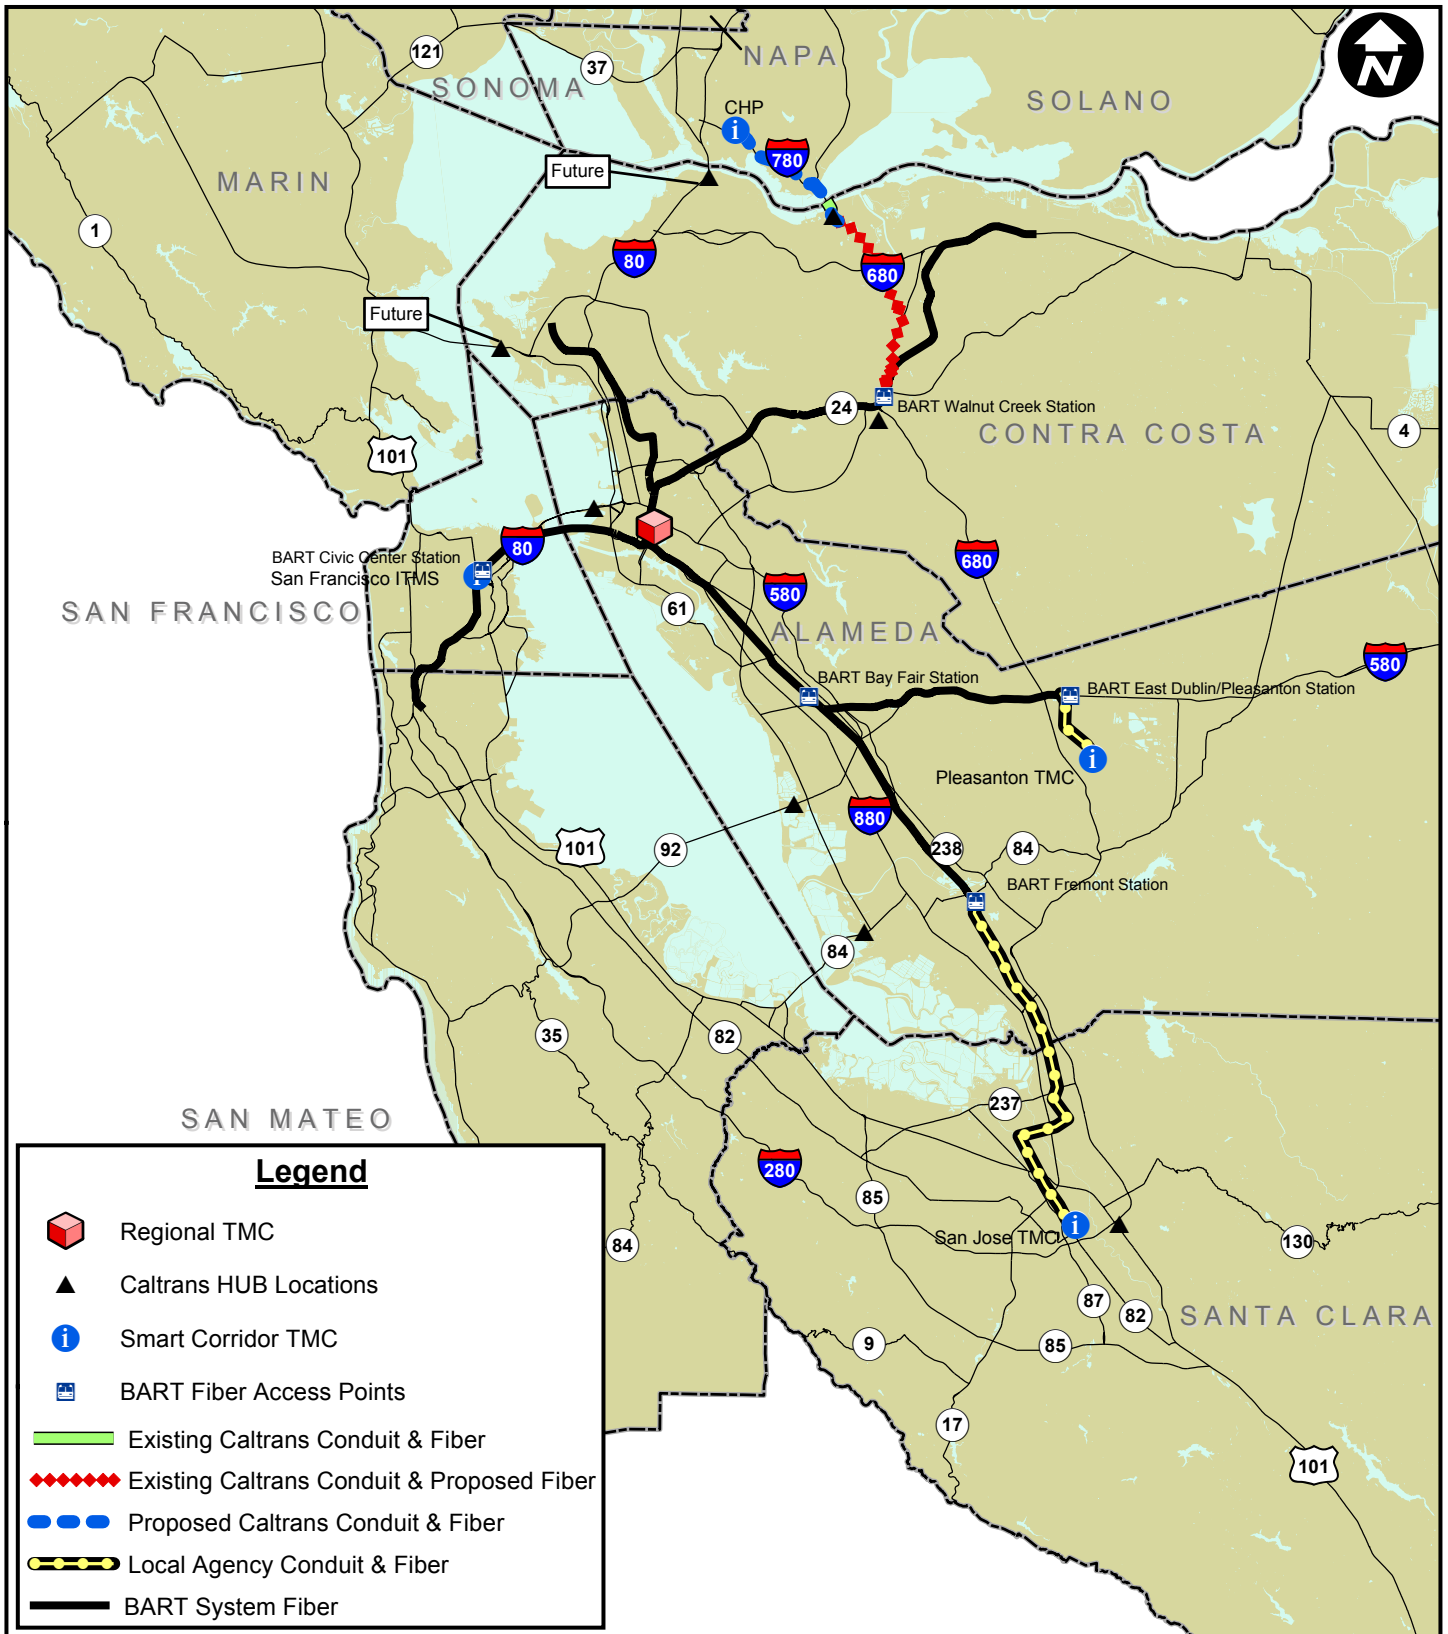 121
37
NAPA
SONOMA
SOLANO
N
CHP
i
780
Future
MARIN
1
80
680
Future
24
BART Walnut Creek Station
CONTRA COSTA
4
101
80
BART Civic Center Station
San Francisco ITMS
i
680
580
61
SAN FRANCISCO
ALAMEDA
580
BART Bay Fair Station
BART East Dublin/Pleasanton Station
i
Pleasanton TMC
880
101
92
238
84
BART Fremont Station
84
35
82
237
SAN MATEO
280
85
San Jose TMC
i
84
130
87
82
SANTA CLARA
9
85
17
101
Legend
Regional TMC
Caltrans HUB Locations
i Smart Corridor TMC
BART Fiber Access Points
Existing Caltrans Conduit & Fiber
Existing Caltrans Conduit & Proposed Fiber
Proposed Caltrans Conduit & Fiber
Local Agency Conduit & Fiber
BART System Fiber